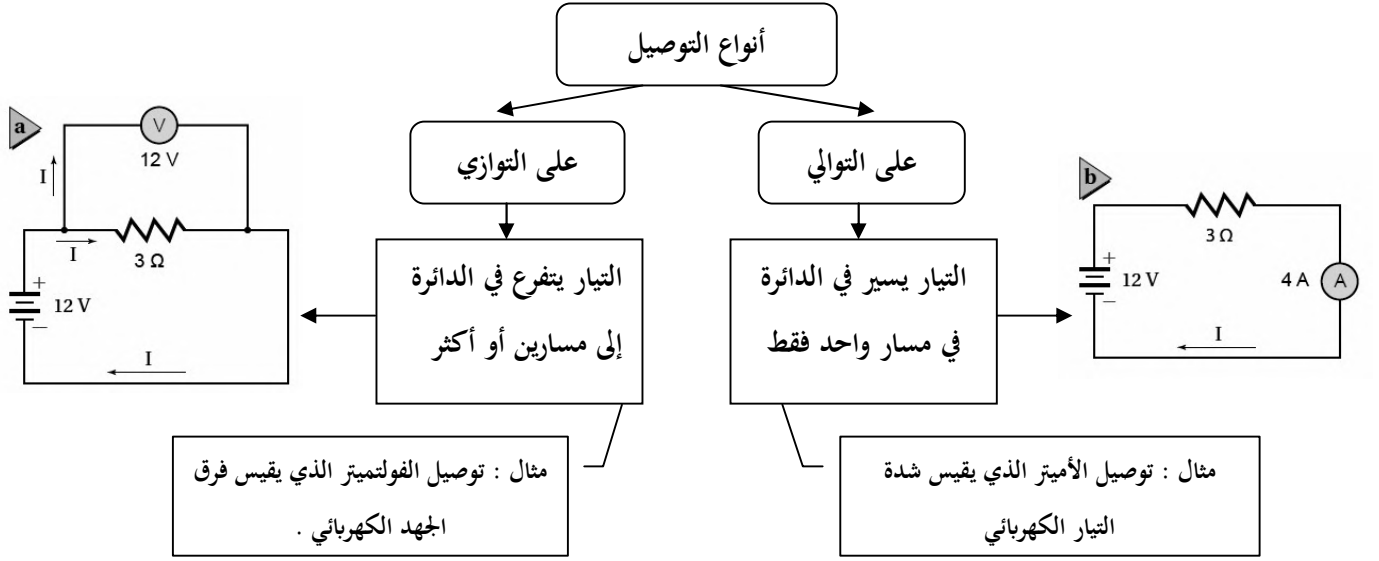 أنواع التوصيل
على التوالي
على التوازي
التيار يسير في الدائرة
في مسار واحد فقط
التيار يتفرع في الدائرة
إلى مسارين أو أكثر
مثال : توصيل الأميتر الذي يقيس شدة
التيار الكهربائي
مثال : توصيل الفولتميتر الذي يقيس فرق
الجهد الكهربائي .
a
V
12 V
I
I
3 Ω
+
12 V
−
I
b
3 Ω
+
12 V
−
4 A
A
I